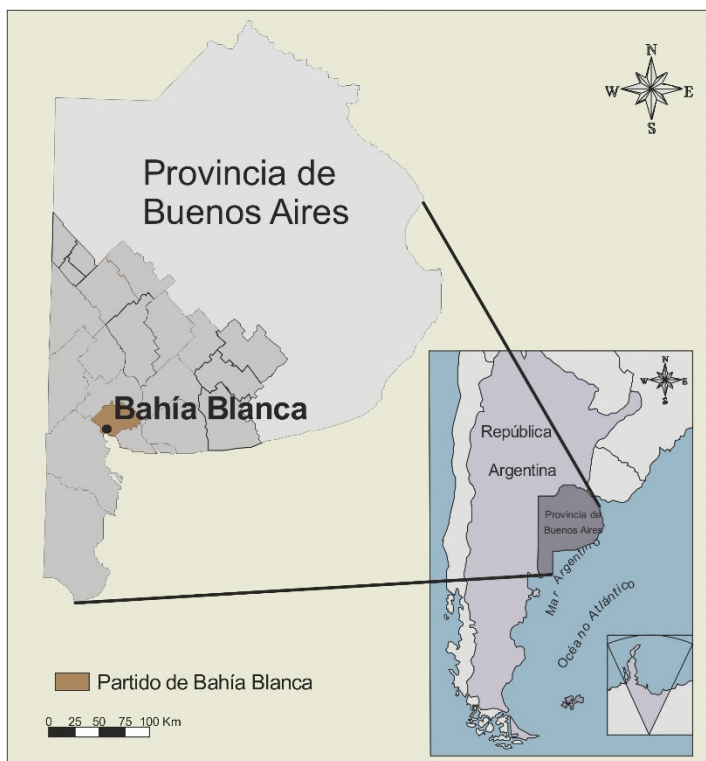 N
W E
S
Provincia de
Buenos Aires
Bahía Blanca
N
W E
S
República
Argentina
Provincia de
Buenos Aires
Mar Argentino
Océano Atlántico
Partido de Bahía Blanca
0 25 50 75 100 Km